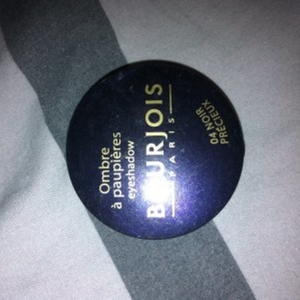 Ombre
à paupières
eyeshadow
BOURJOIS
PARIS
04 NOIR
PRÉCIEUX